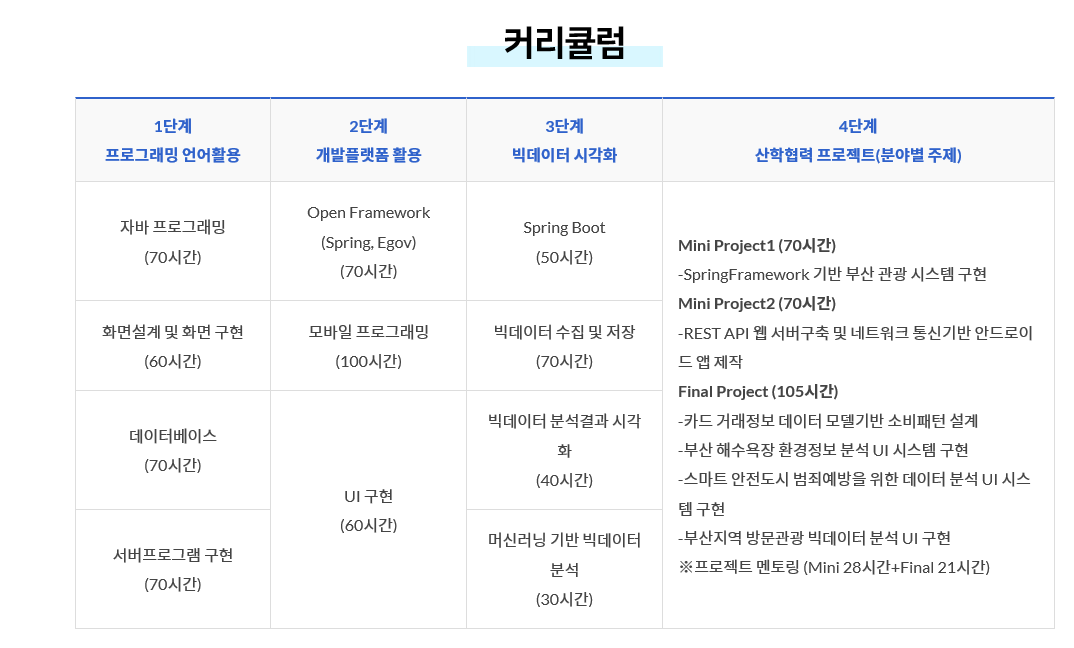 커리큘럼
1단계
프로그래밍 언어활용
2단계
개발플랫폼 활용
3단계
빅데이터 시각화
4단계
산학협력 프로젝트(분야별 주제)
자바 프로그래밍
(70시간)
Open Framework
(Spring, Egov)
(70시간)
Spring Boot
(50시간)
Mini Project1 (70시간)
-SpringFramework 기반 부산 관광 시스템 구현
Mini Project2 (70시간)
-REST API 웹 서버구축 및 네트워크 통신기반 안드로이
드 앱 제작
Final Project (105시간)
-카드 거래정보 데이터 모델기반 소비패턴 설계
-부산 해수욕장 환경정보 분석 UI 시스템 구현
-스마트 안전도시 범죄예방을 위한 데이터 분석 UI 시스
템 구현
-부산지역 방문관광 빅데이터 분석 UI 구현
※프로젝트 멘토링 (Mini 28시간+Final 21시간)
화면설계 및 화면 구현
(60시간)
모바일 프로그래밍
(100시간)
빅데이터 수집 및 저장
(70시간)
데이터베이스
(70시간)
UI 구현
(60시간)
빅데이터 분석결과 시각
화
(40시간)
서버프로그램 구현
(70시간)
머신러닝 기반 빅데이터
분석
(30시간)